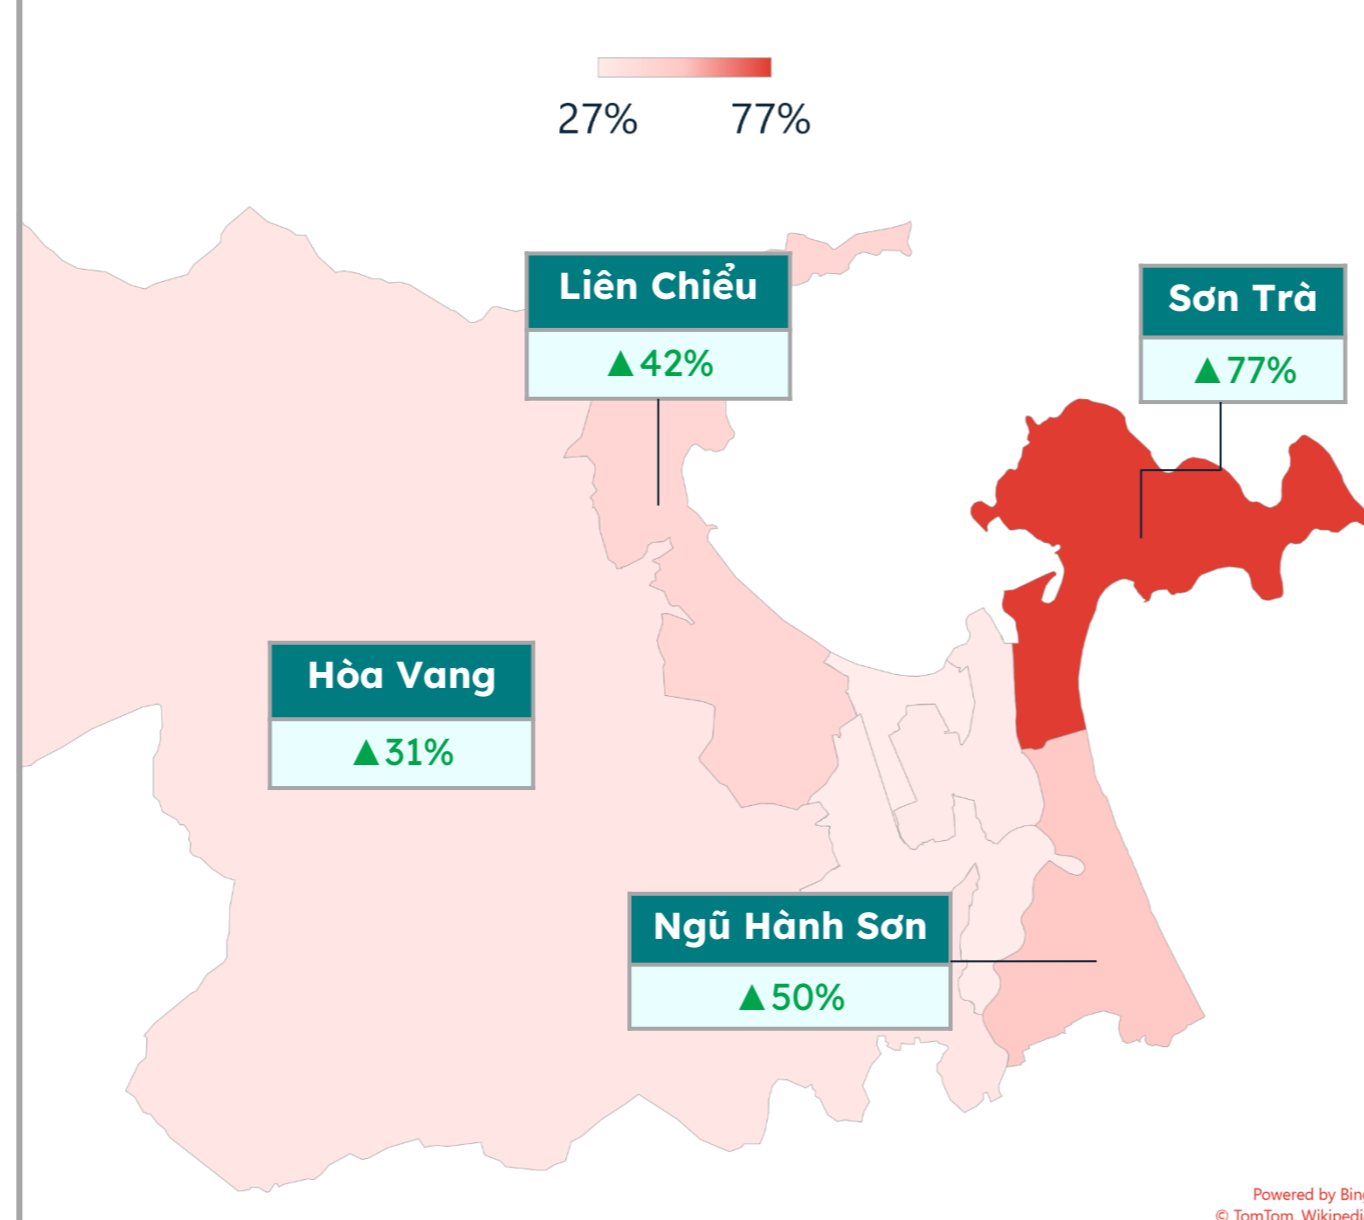 27% 77%
Liên Chiểu
▲42%
Sơn Trà
▲77%
Hòa Vang
▲31%
Ngũ Hành Sơn
▲50%
Powered by Bing
© TomTom, Wikipedi